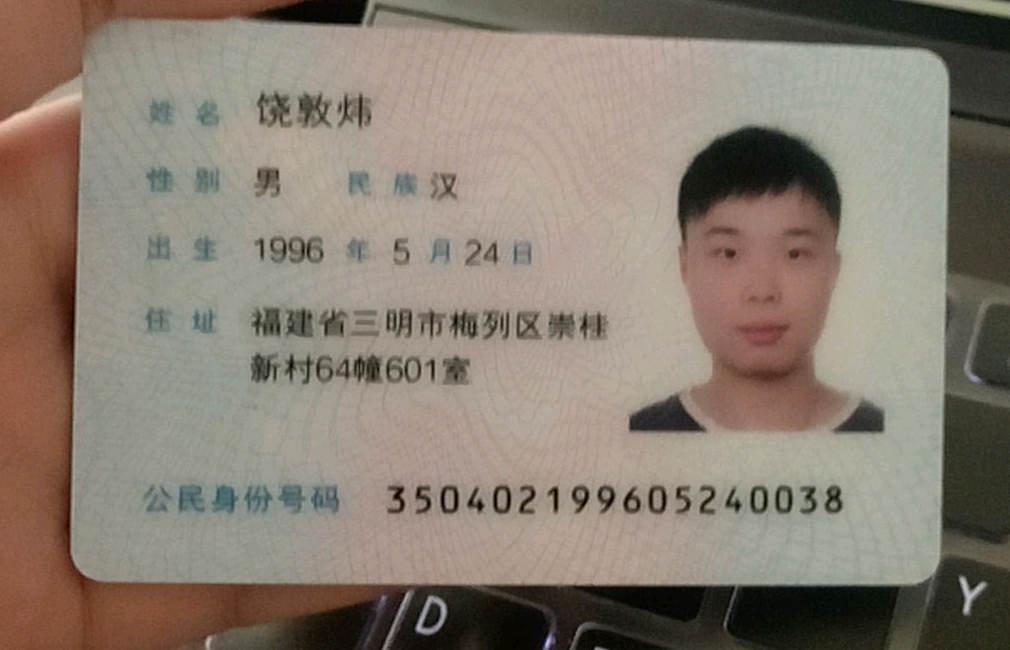 姓名 饶敦炜
性别 男 民族 汉
出生 1996 年 5 月 24 日
住址 福建省三明市梅列区崇桂
新村64幢601室
公民身份号码 350402199605240038
D
Y